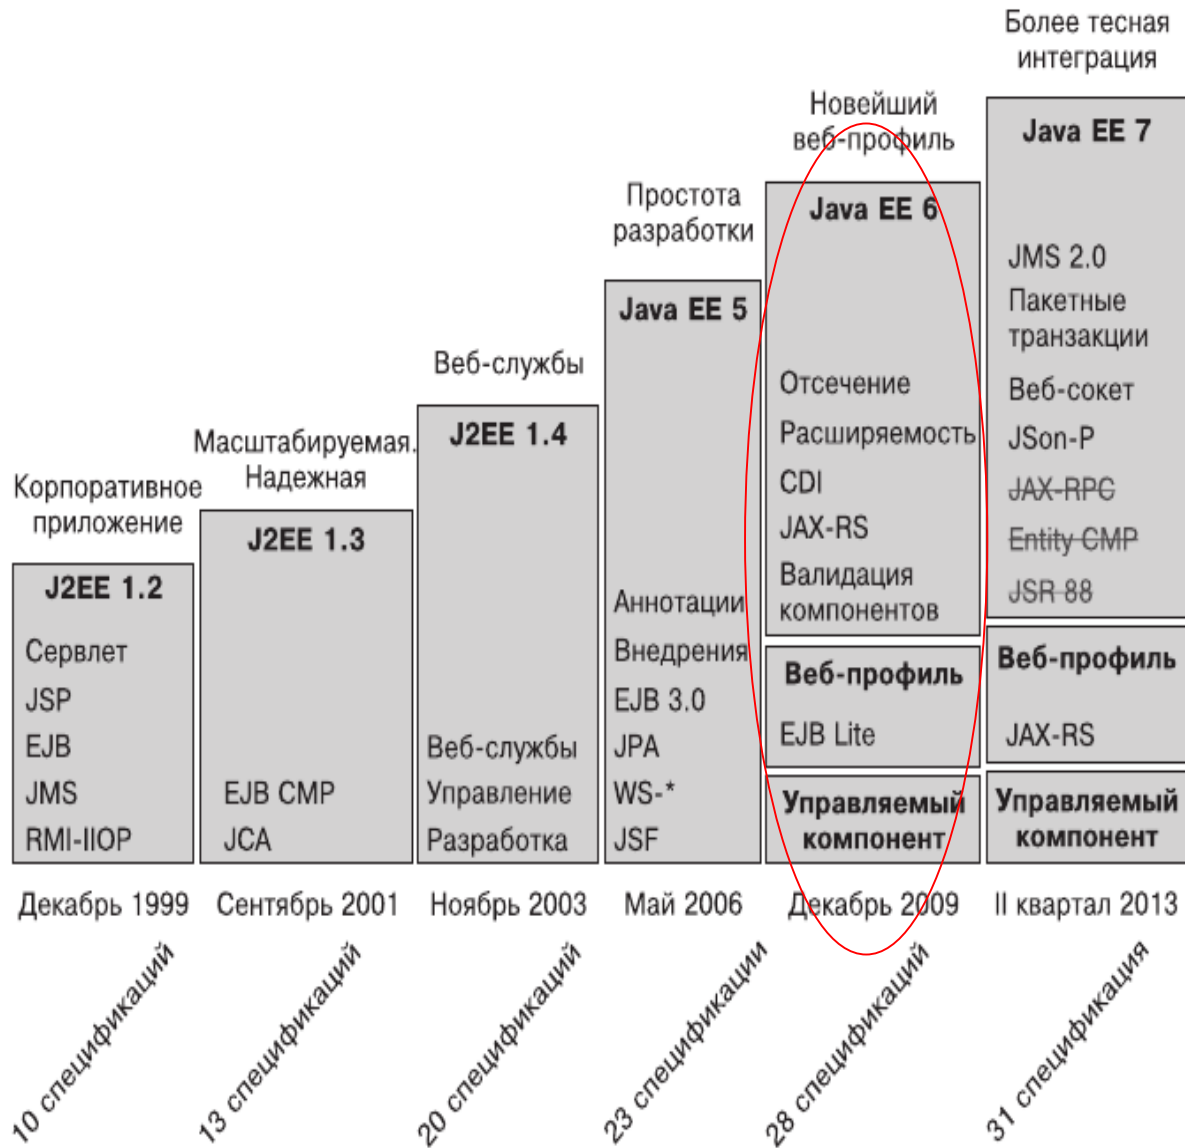 Корпоративное
приложение
J2EE 1.2
Сервлет
JSP
EJB
JMS
RMI-IIOP
Декабрь 1999
10 спецификаций
Масштабируемая.
Надежная
J2EE 1.3
EJB CMP
JCA
Сентябрь 2001
13 спецификаций
Веб-службы
J2EE 1.4
Веб-службы
Управление
Разработка
Ноябрь 2003
20 спецификаций
Простота
разработки
Java EE 5
Аннотации
Внедрения
EJB 3.0
JPA
WS-*
JSF
Май 2006
23 спецификации
Новейший
веб-профиль
Java EE 6
Отсечение
Расширяемость
CDI
JAX-RS
Валидация
компонентов
Веб-профиль
EJB Lite
Управляемый
компонент
Декабрь 2009
28 спецификаций
Более тесная
интеграция
Java EE 7
JMS 2.0
Пакетные
транзакции
Веб-сокет
JSon-P
JAX-RPC
Entity CMP
JSR 88
Веб-профиль
JAX-RS
Управляемый
компонент
II квартал 2013
31 спецификация